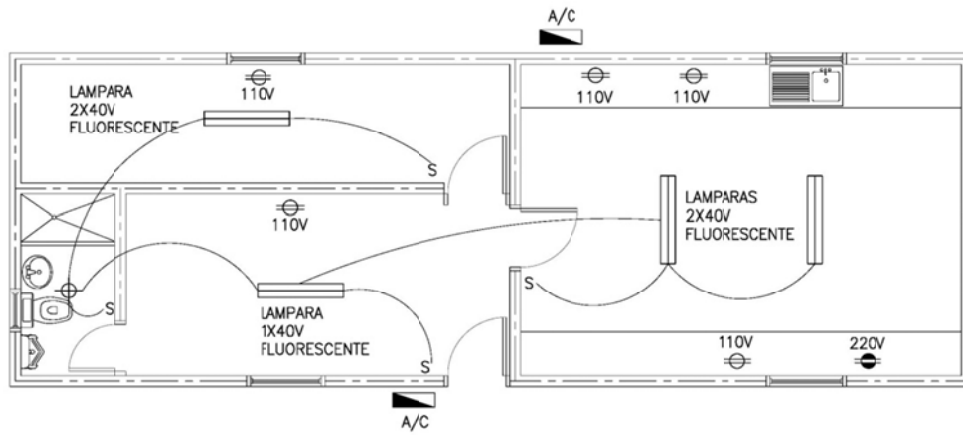 A/C
LAMPARA
2X40V
FLUORESCENTE
110V
110V
110V
S
110V
LAMPARAS
2X40V
FLUORESCENTE
S
S
LAMPARA
1X40V
FLUORESCENTE
S
110V
220V
A/C